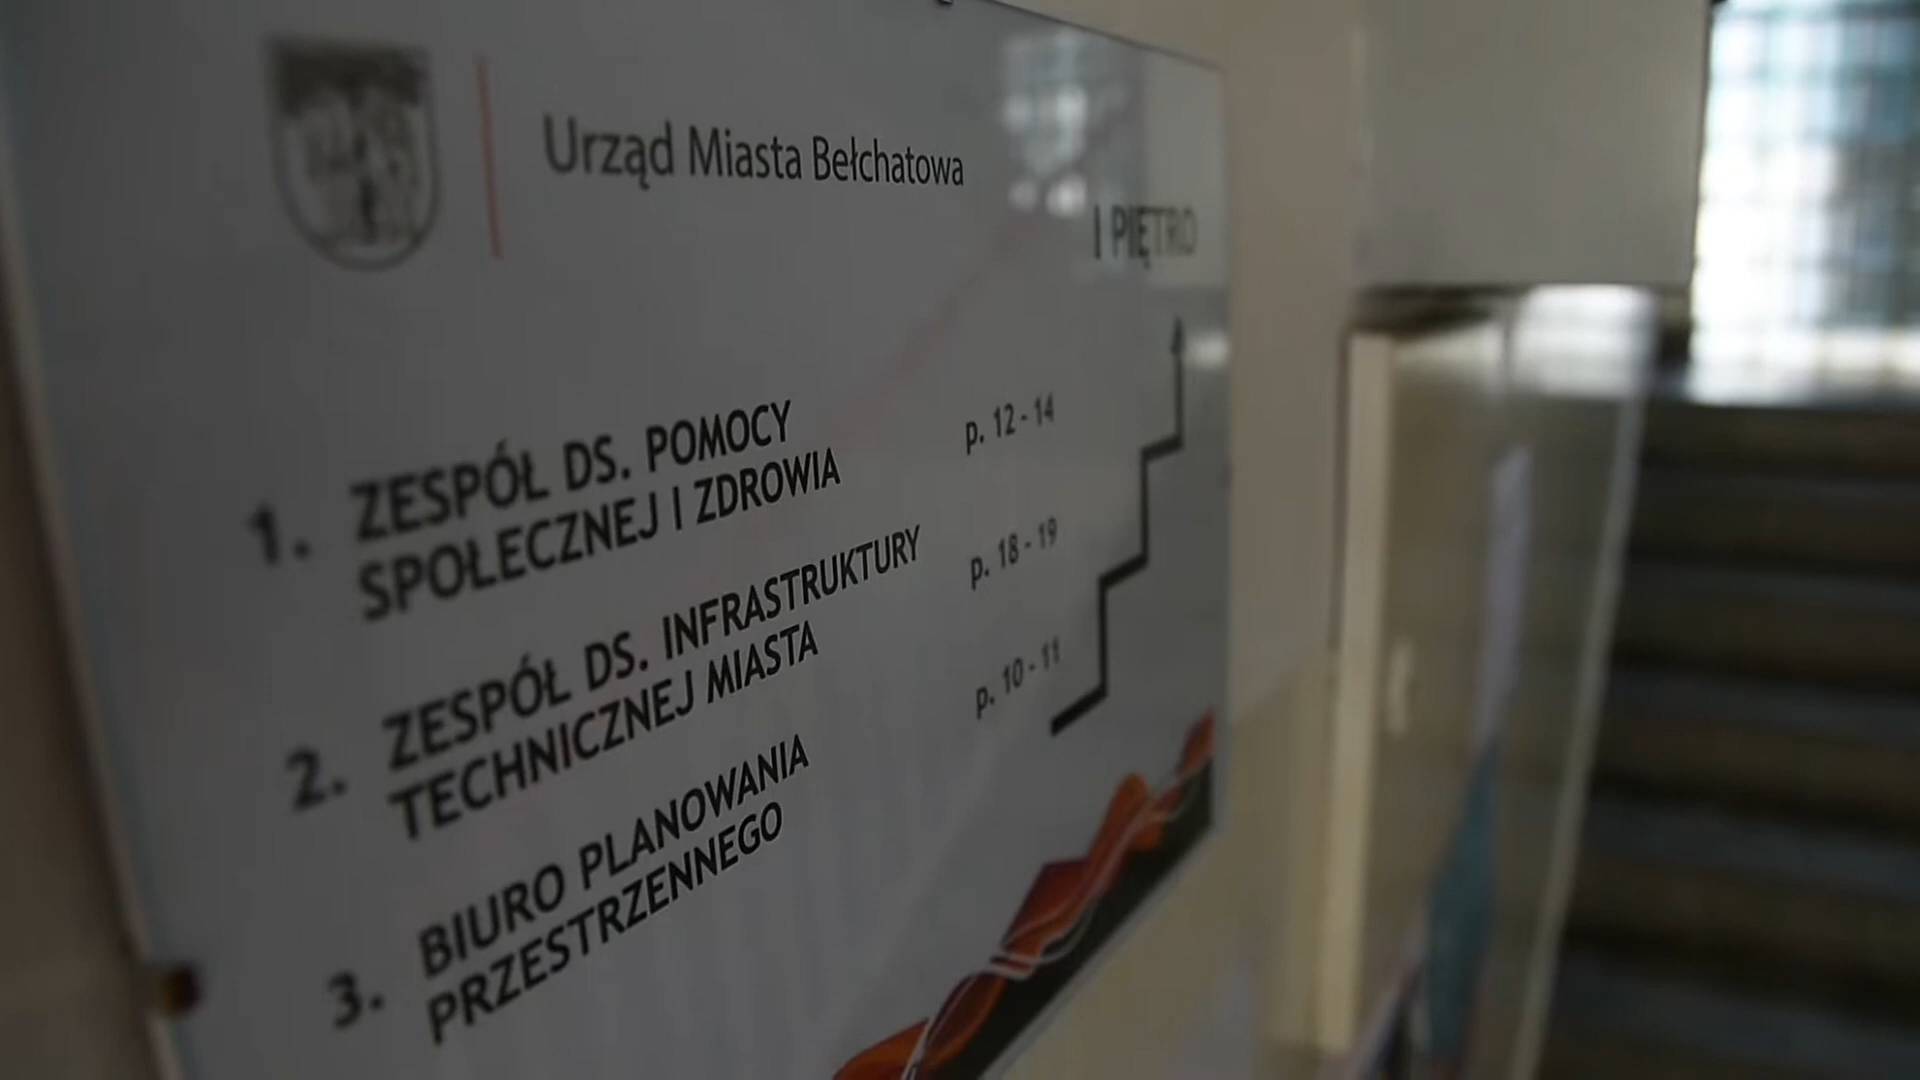 Urząd Miasta Bełchatowa
I PIĘTRO
1. ZESPÓŁ DS. POMOCY
SPOŁECZNEJ I ZDROWIA
p. 12 - 14
2. ZESPÓŁ DS. INFRASTRUKTURY
TECHNICZNEJ MIASTA
p. 18 - 19
3. BIURO PLANOWANIA
PRZESTRZENNEGO
p. 10 - 11